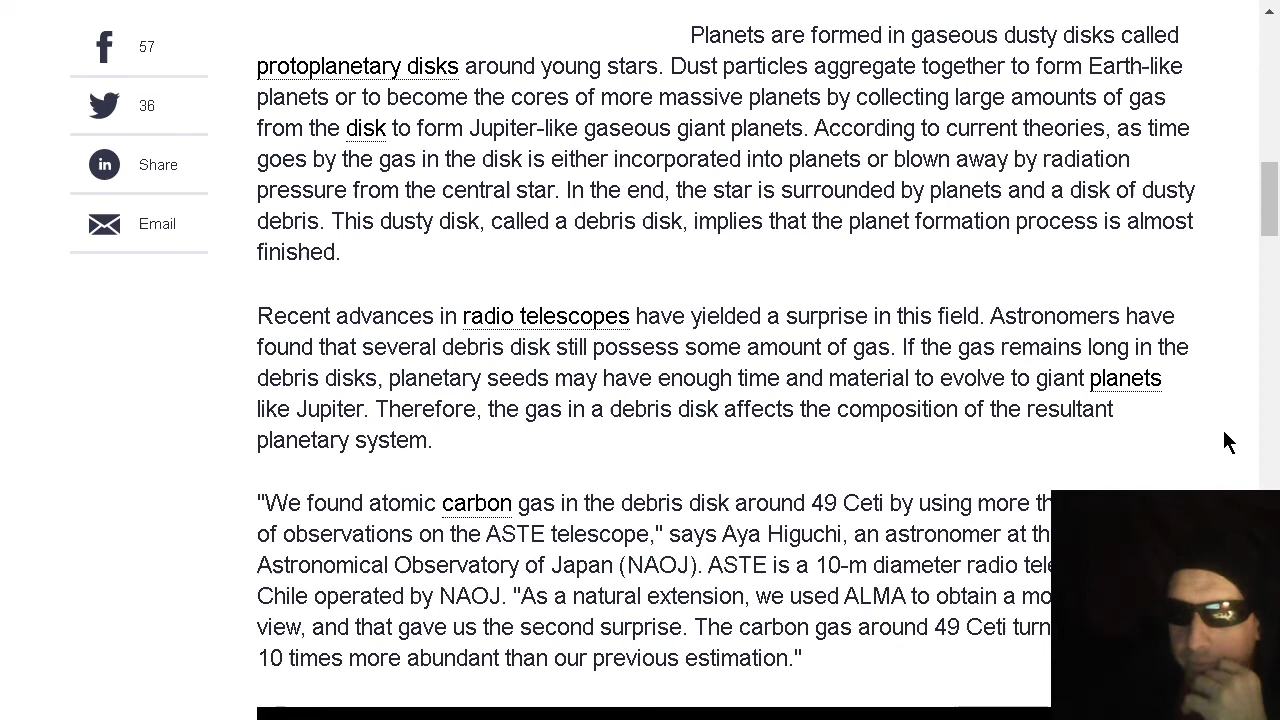 Planets are formed in gaseous dusty disks called
57
protoplanetary disks around young stars. Dust particles aggregate together to form Earth-like
planets or to become the cores of more massive planets by collecting large amounts of gas
36
from the disk to form Jupiter-like gaseous giant planets. According to current theories, as time
goes by the gas in the disk is either incorporated into planets or blown away by radiation
Share
pressure from the central star. In the end, the star is surrounded by planets and a disk of dusty
debris. This dusty disk, called a debris disk, implies that the planet formation process is almost
Email
finished.
Recent advances in radio telescopes have yielded a surprise in this field. Astronomers have
found that several debris disk still possess some amount of gas. If the gas remains long in the
debris disks, planetary seeds may have enough time and material to evolve to giant planets
like Jupiter. Therefore, the gas in a debris disk affects the composition of the resultant
planetary system.
"We found atomic carbon gas in the debris disk around 49 Ceti by using more th
of observations on the ASTE telescope," says Aya Higuchi, an astronomer at th
Astronomical Observatory of Japan (NAOJ). ASTE is a 10-m diameter radio tele
Chile operated by NAOJ. "As a natural extension, we used ALMA to obtain a mo
view, and that gave us the second surprise. The carbon gas around 49 Ceti turn
10 times more abundant than our previous estimation."